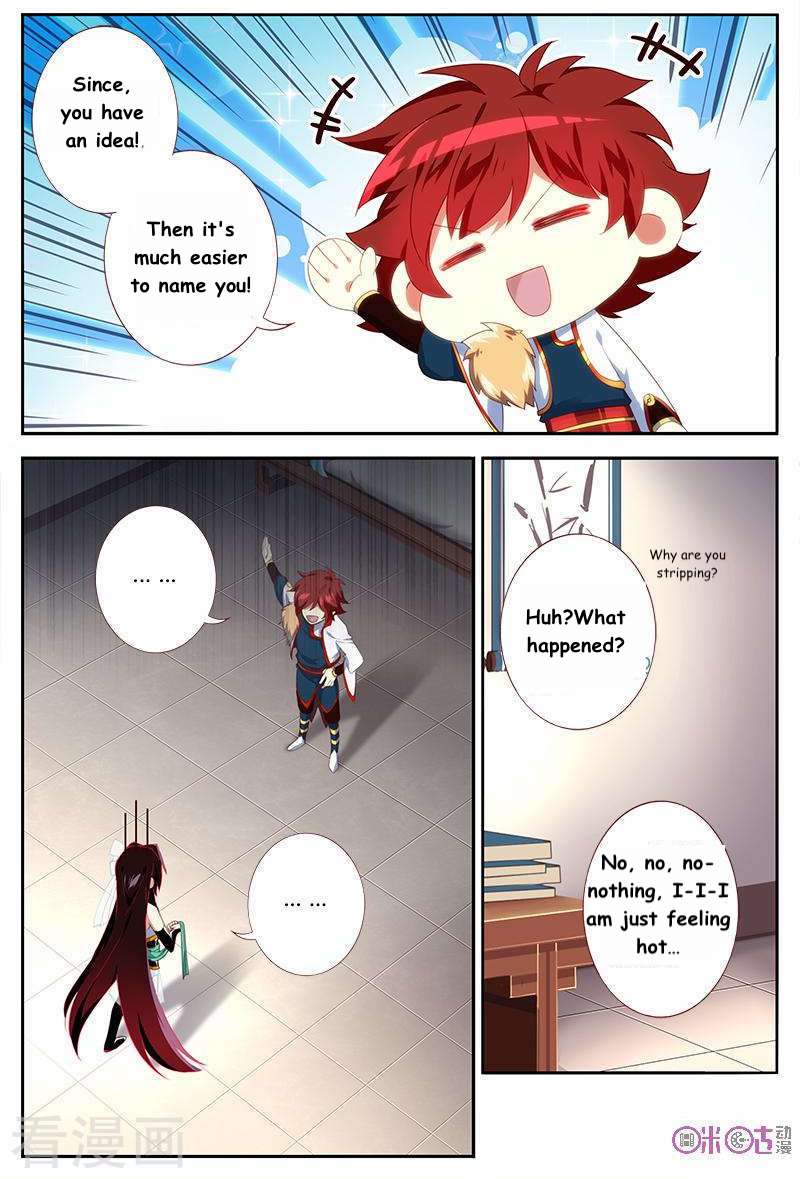 Since,
you have
an idea!
Then it's
much easier
to name you!
... ...
... ...
Why are you
stripping?
Huh?What
happened?
No, no, no-
nothing, I-I-I
am just feeling
hot...
看漫画
咪咕动漫